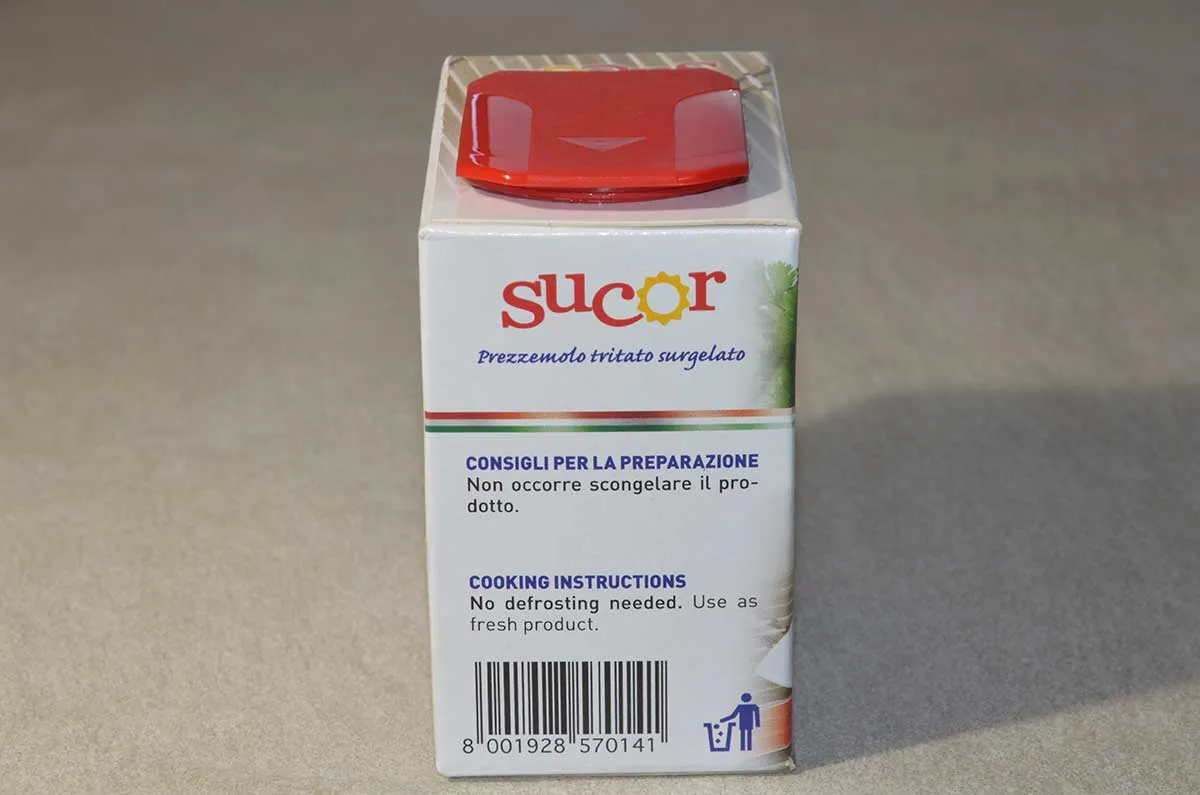 sucor
Prezzemolo tritato surgelato
CONSIGLI PER LA PREPARAZIONE
Non occorre scongelare il pro-
dotto.
COOKING INSTRUCTIONS
No defrosting needed. Use as
fresh product.
8 001928 570141